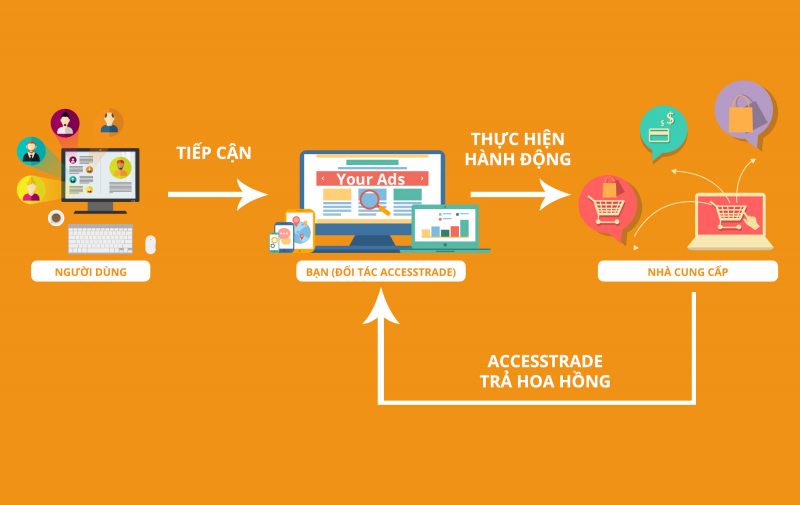 TIẾP CẬN
THỰC HIỆN
HÀNH ĐỘNG
Your Ads
$
$
NGƯỜI DÙNG
BẠN (ĐỐI TÁC ACCESSTRADE)
NHÀ CUNG CẤP
ACCESSTRADE
TRẢ HOA HỒNG